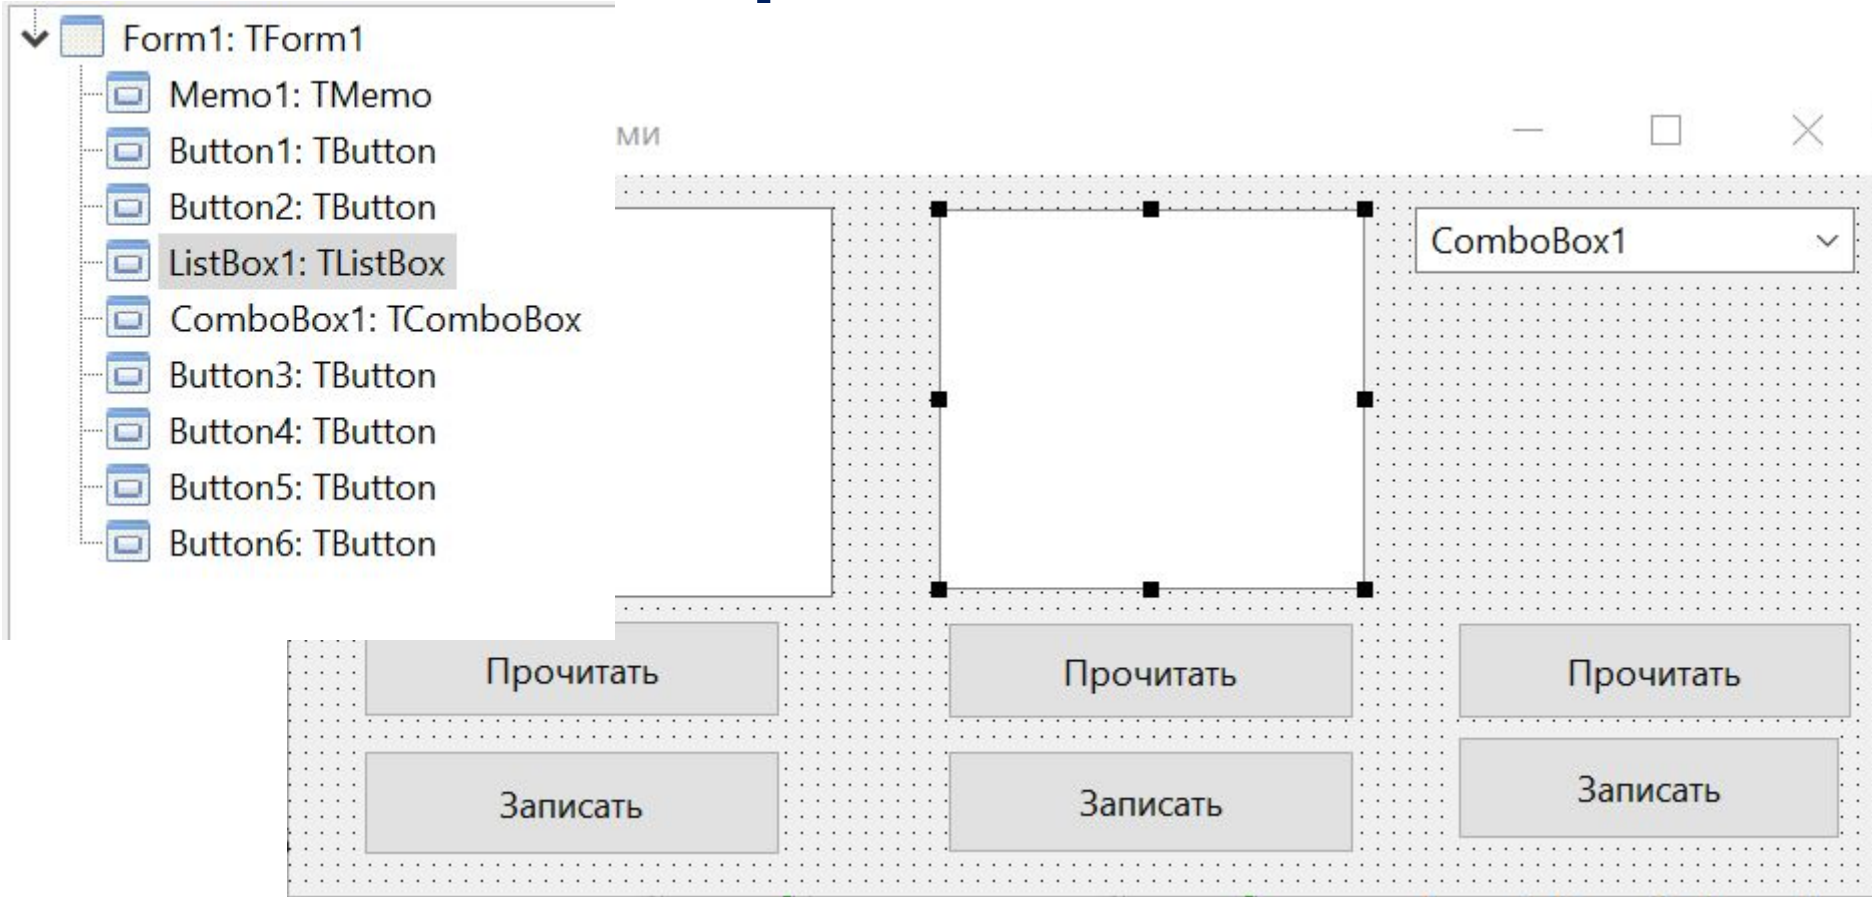 Form1: TForm1
Memo1: TMemo
Button1: TButton
Button2: TButton
ListBox1: TListBox
ComboBox1: TComboBox
Button3: TButton
Button4: TButton
Button5: TButton
Button6: TButton
ми
ComboBox1
Прочитать Прочитать Прочитать
Записать Записать Записать